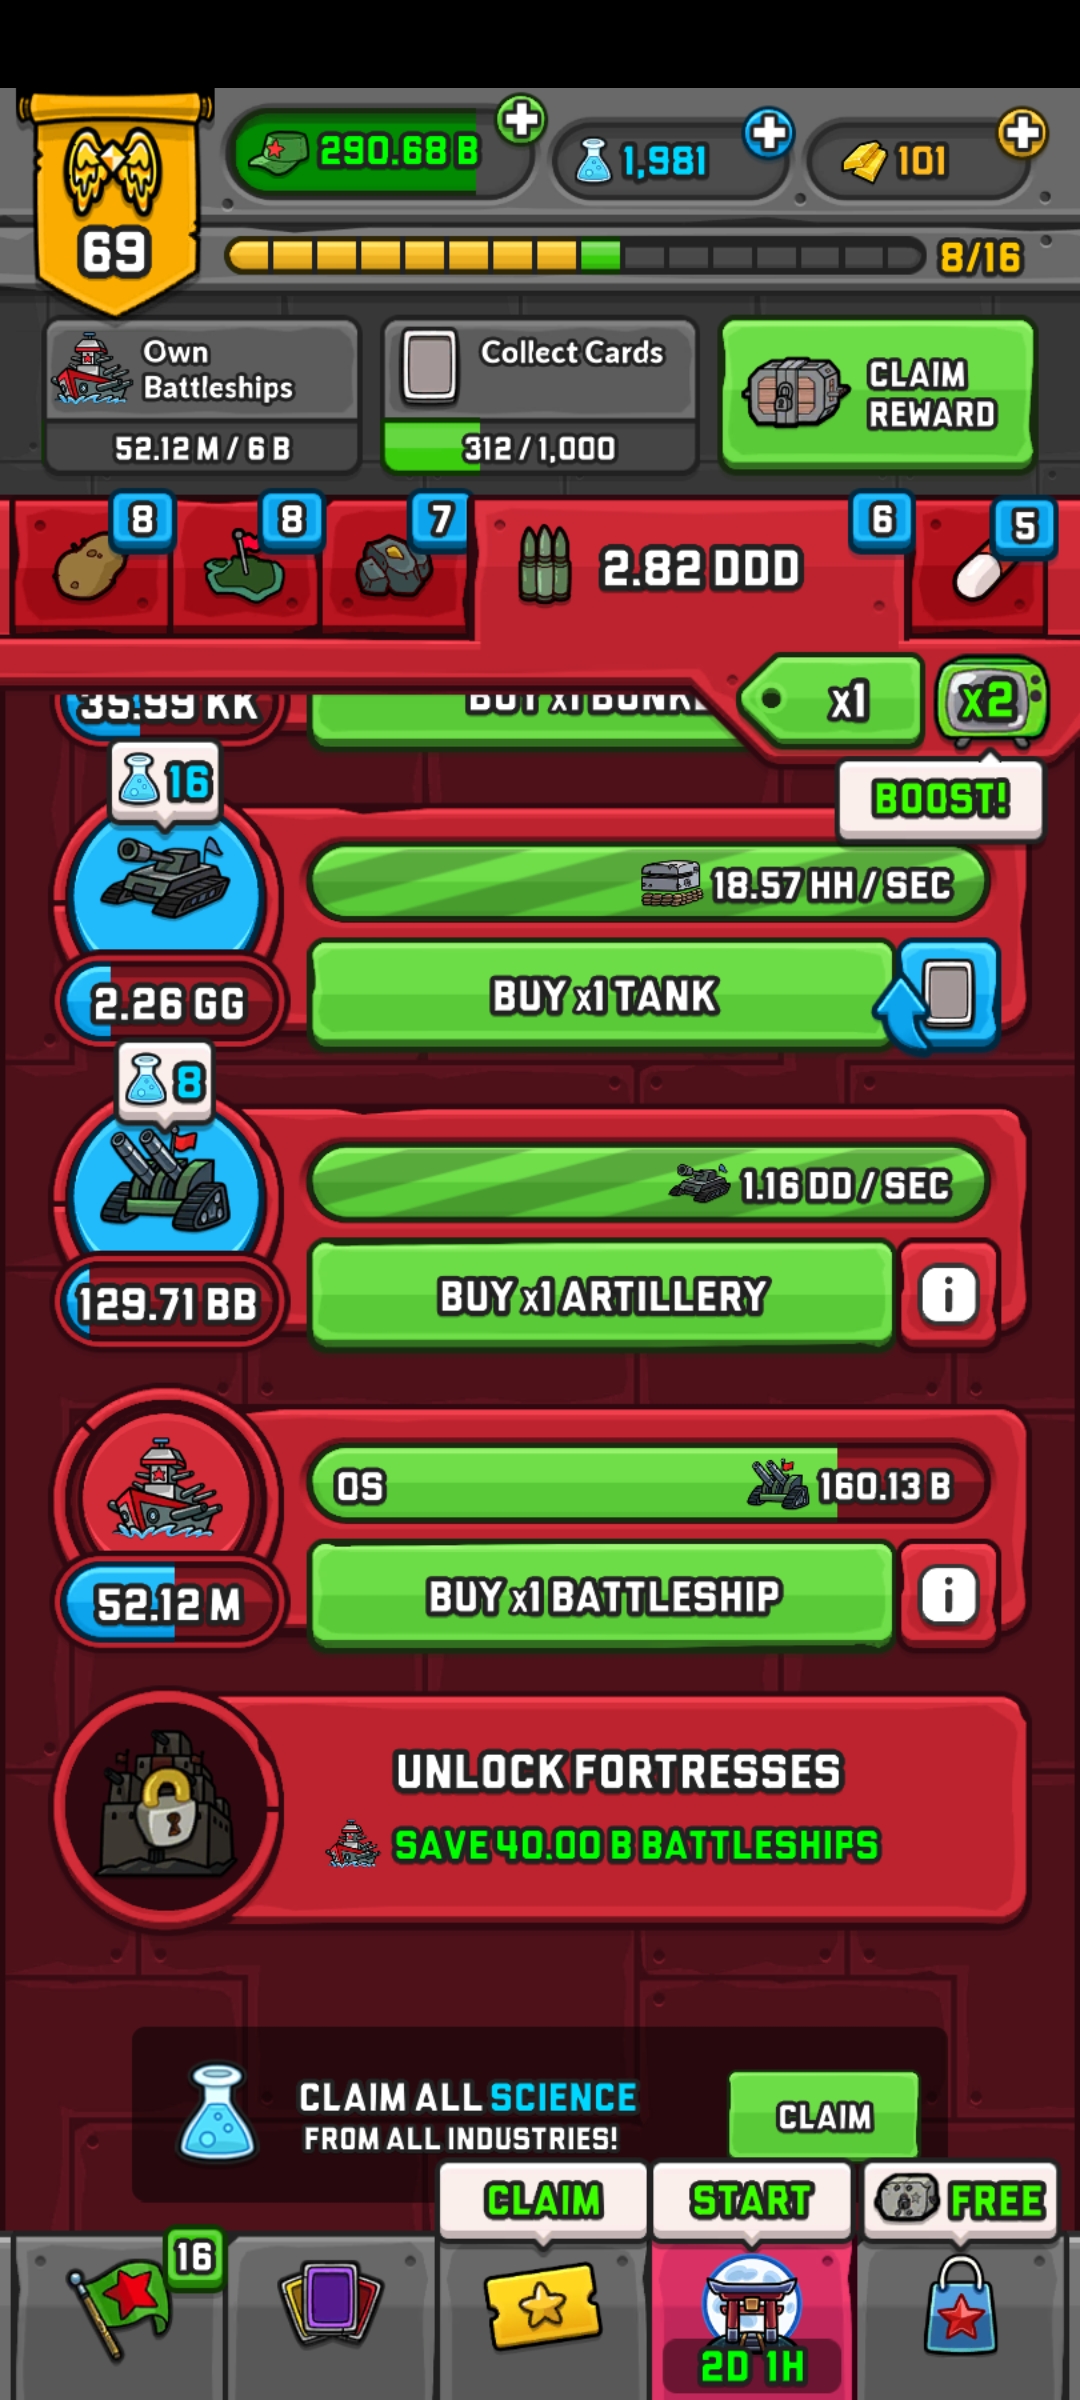 69
290.68 B
1,981
101
8/16
Own
Battleships
52.12 M / 6 B
Collect Cards
312 / 1,000
CLAIM
REWARD
8
8
7
2.82 DDD
6
5
x1
x2
BOOST!
35.99 KK
BUY x1 BUNK
16
18.57 HH / SEC
2.26 GG
BUY x1 TANK
8
1.16 DD / SEC
129.71 BB
BUY x1 ARTILLERY
i
0S
160.13 B
52.12 M
BUY x1 BATTLESHIP
i
UNLOCK FORTRESSES
SAVE 40.00 B BATTLESHIPS
CLAIM ALL SCIENCE
FROM ALL INDUSTRIES!
CLAIM
CLAIM
START
FREE
16
2D 1H